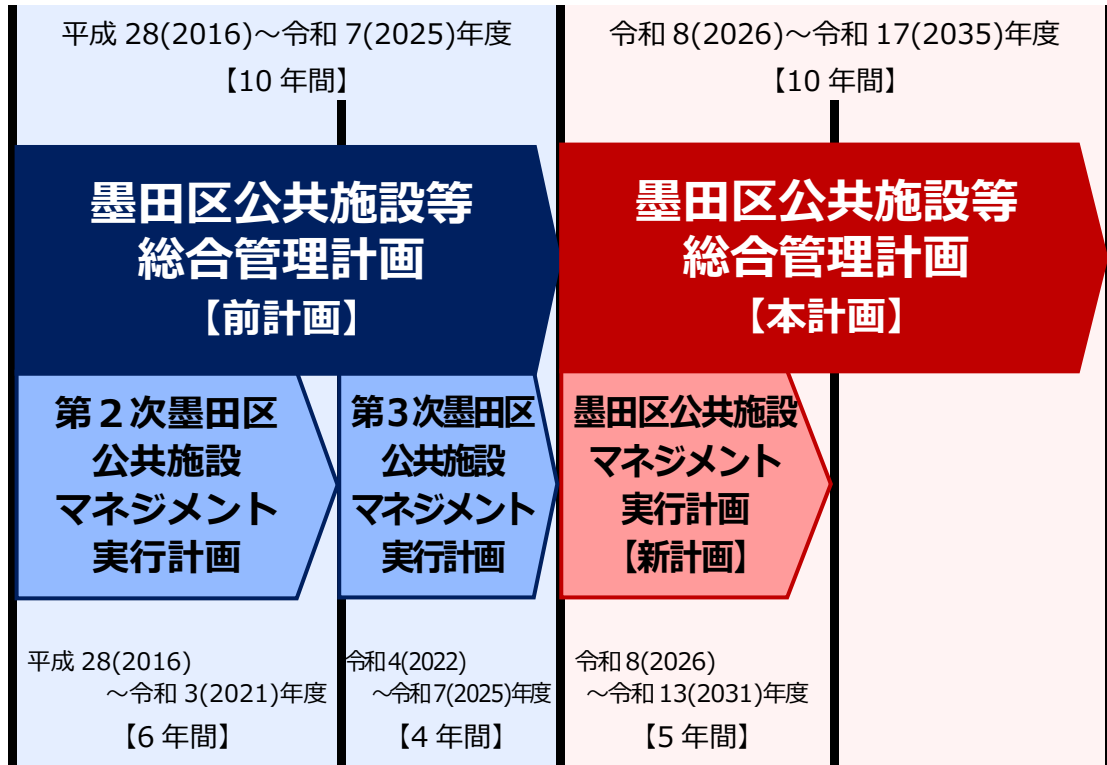 平成 28(2016)～令和 7(2025)年度
【10 年間】
令和 8(2026)～令和 17(2035)年度
【10 年間】
墨田区公共施設等
総合管理計画
【前計画】
墨田区公共施設等
総合管理計画
【本計画】
第２次墨田区
公共施設
マネジメント
実行計画
第3次墨田区
公共施設
マネジメント
実行計画
墨田区公共施設
マネジメント
実行計画
【新計画】
平成 28(2016)
～令和 3(2021)年度
【6 年間】
令和4(2022)
～令和7(2025)年度
【4 年間】
令和 8(2026)
～令和 13(2031)年度
【5 年間】